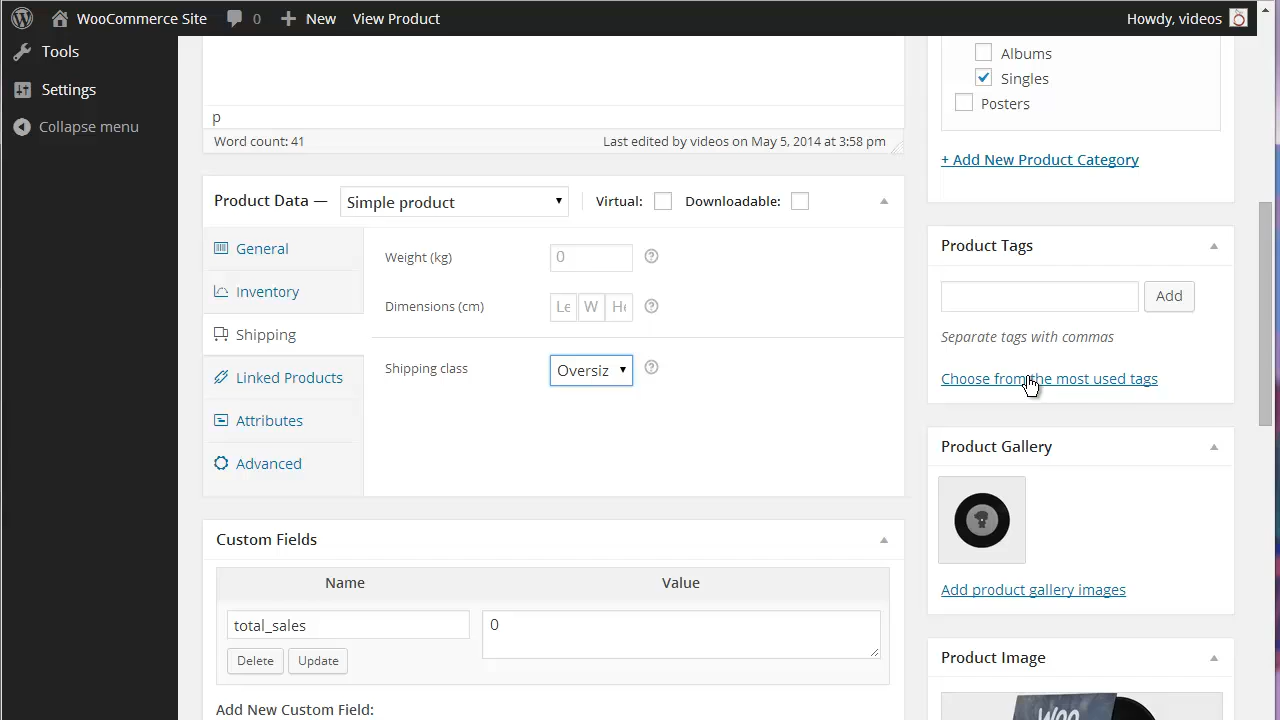 WooCommerce Site
0
New
View Product
Howdy, videos
Tools
Settings
Collapse menu
p
Word count: 41
Last edited by videos on May 5, 2014 at 3:58 pm
Albums
Singles
Posters
+ Add New Product Category
Product Data —
Simple product
Virtual:
Downloadable:
General
Inventory
Shipping
Linked Products
Attributes
Advanced
Weight (kg)
0
Dimensions (cm)
Le
W
He
Shipping class
Oversiz
Product Tags
Add
Separate tags with commas
Choose from the most used tags
Product Gallery
Add product gallery images
Custom Fields
Name
Value
total_sales
0
Delete
Update
Add New Custom Field:
Product Image
WOO